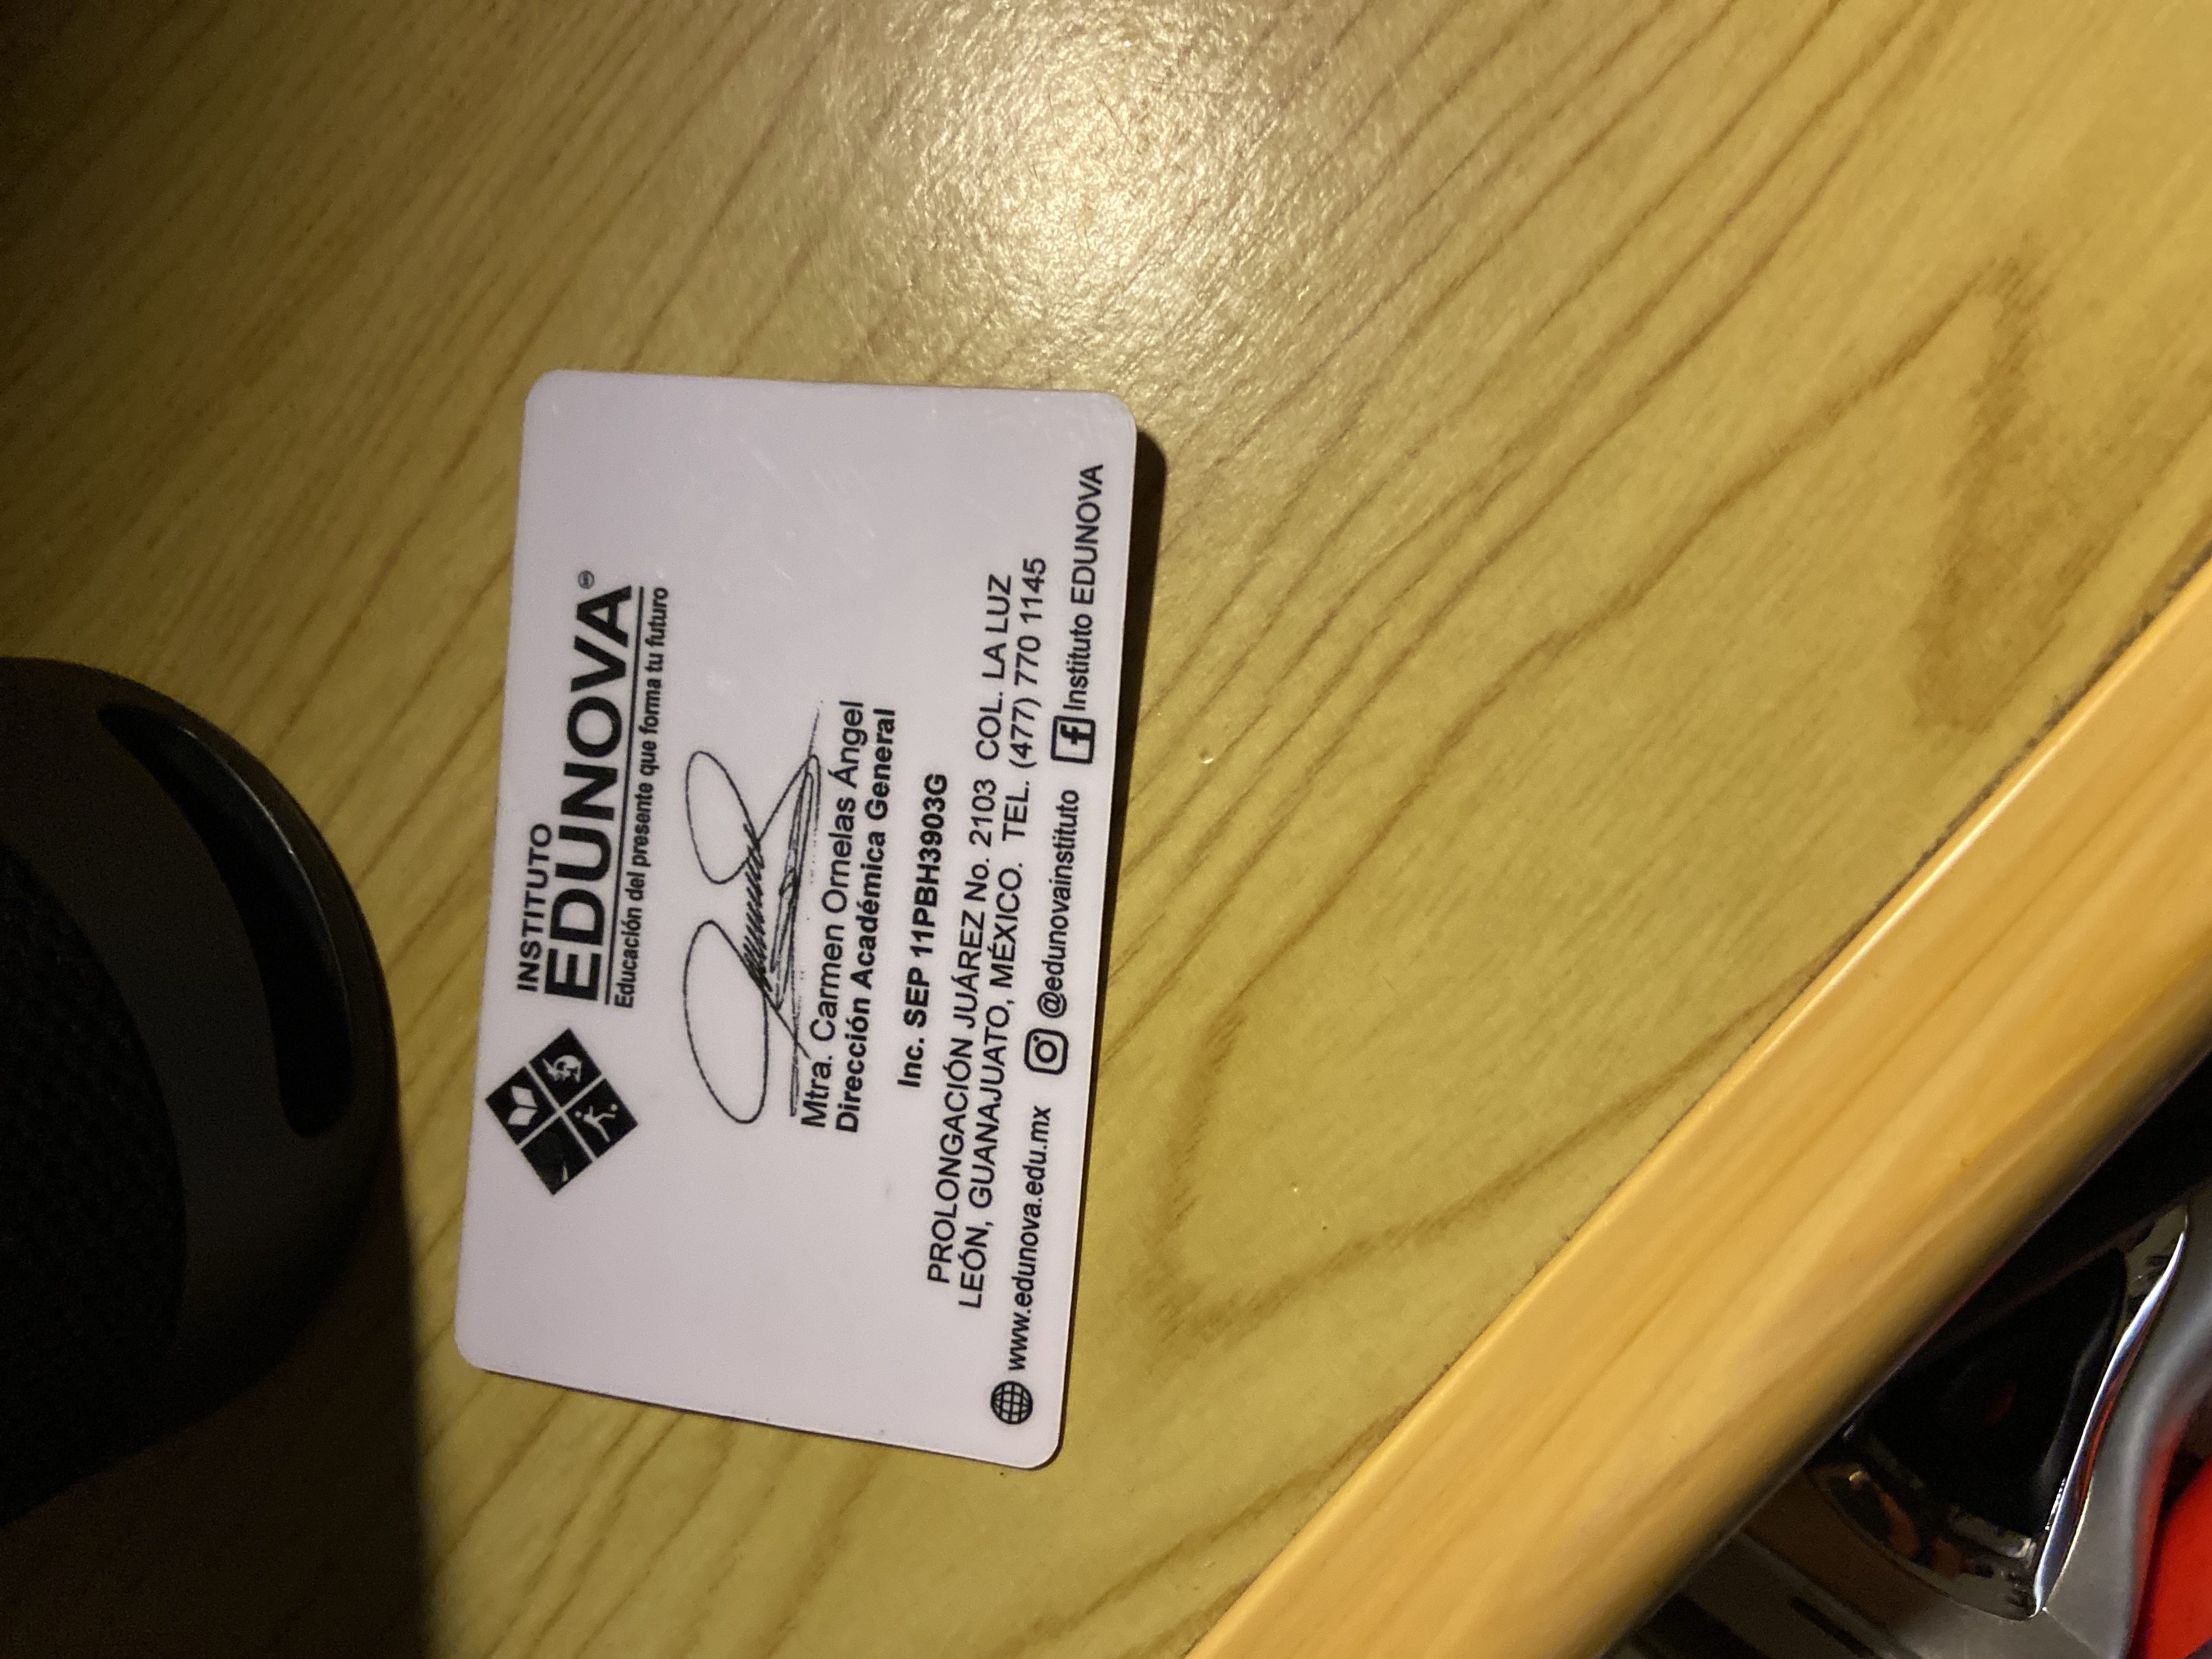 INSTITUTO
EDUNOVA®
Educación del presente que forma tu futuro
Mtra. Carmen Ornelas Ángel
Dirección Académica General
Inc. SEP 11PBH3903G
PROLONGACIÓN JUÁREZ No. 2103 COL. LA LUZ
LEÓN, GUANAJUATO, MÉXICO. TEL. (477) 770 1145
www.edunova.edu.mx @edunovainstituto Instituto EDUNOVA